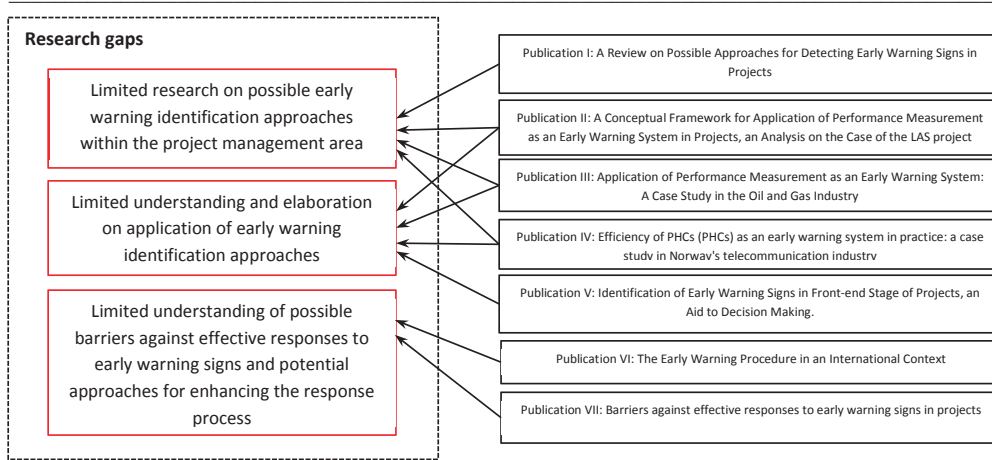 Research gaps
Limited research on possible early
warning identification approaches
within the project management area
Limited understanding and elaboration
on application of early warning
identification approaches
Limited understanding of possible
barriers against effective responses to
early warning signs and potential
approaches for enhancing the response
process
Publication I: A Review on Possible Approaches for Detecting Early Warning Signs in
Projects
Publication II: A Conceptual Framework for Application of Performance Measurement
as an Early Warning System in Projects, an Analysis on the Case of the LAS project
Publication III: Application of Performance Measurement as an Early Warning System:
A Case Study in the Oil and Gas Industry
Publication IV: Efficiency of PHCs (PHCs) as an early warning system in practice: a case
study in Norway's telecommunication industry
Publication V: Identification of Early Warning Signs in Front-end Stage of Projects, an
Aid to Decision Making.
Publication VI: The Early Warning Procedure in an International Context
Publication VII: Barriers against effective responses to early warning signs in projects